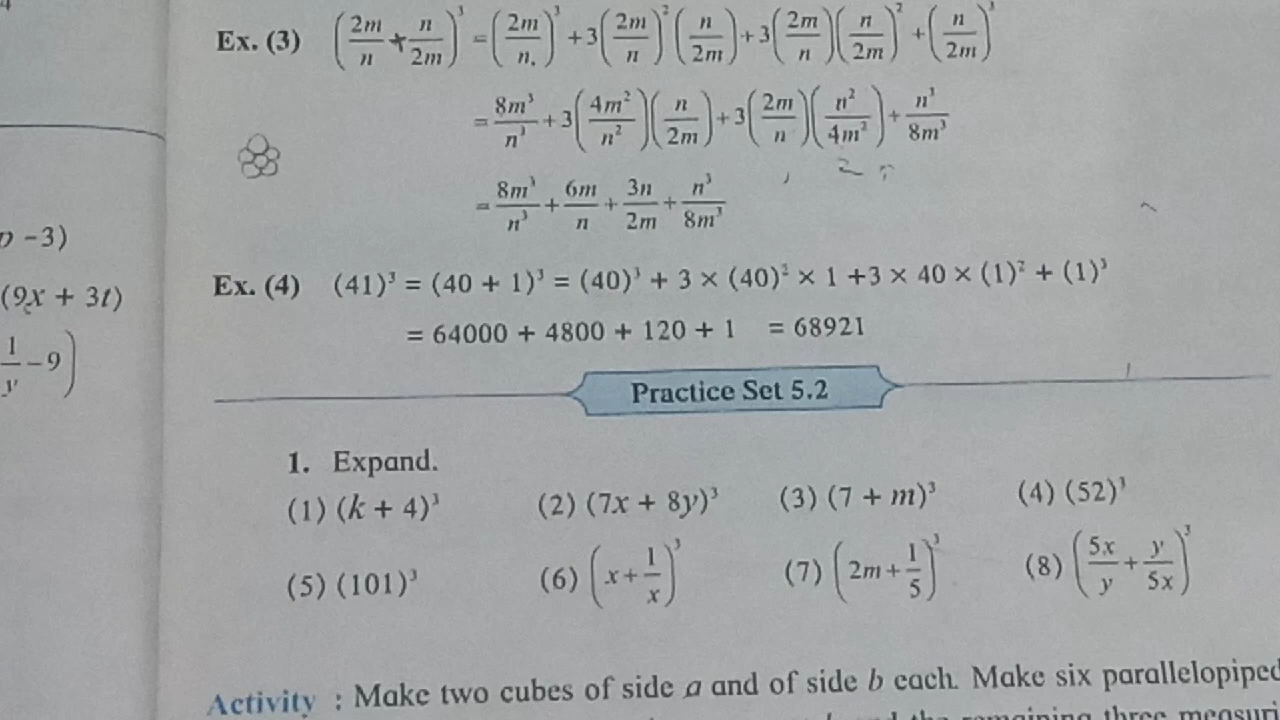 Ex. (3) (2m/n + n/2m)³ = (2m/n)³ + 3(2m/n)²(n/2m) + 3(2m/n)(n/2m)² + (n/2m)³
= 8m³/n³ + 3(4m²/n²)(n/2m) + 3(2m/n)(n²/4m²) + n³/8m³
= 8m³/n³ + 6m/n + 3n/2m + n³/8m³
- 3)
(9x + 3t)
1/y - 9)
Ex. (4) (41)³ = (40 + 1)³ = (40)³ + 3 × (40)² × 1 +3 × 40 × (1)² + (1)³
= 64000 + 4800 + 120 + 1 = 68921
Practice Set 5.2
1. Expand.
(1) (k + 4)³ (2) (7x + 8y)³ (3) (7 + m)³ (4) (52)³
(5) (101)³ (6) (x + 1/x)³ (7) (2m + 1/5)³ (8) (5x/y + y/5x)³
Activity : Make two cubes of side a and of side b each. Make six parallelopiped
the remaining three measuri